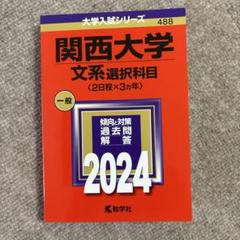 大学入試シリーズ
488
関西大学
文系選択科目
〈2日程×3カ年〉
一般
傾向と対策
過去問
解答
2024
教学社